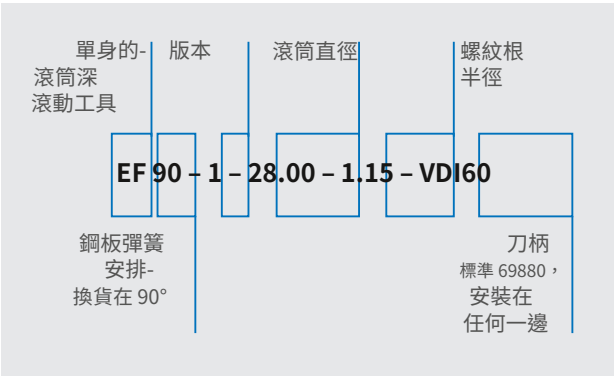 單身的-
滾筒深
滾動工具
版本
滾筒直徑
螺紋根
半徑
EF 90 – 1 – 28.00 – 1.15 – VDI60
鋼板彈簧
安排-
換貨在 90°
刀柄
標準 69880，
安裝在
任何一邊